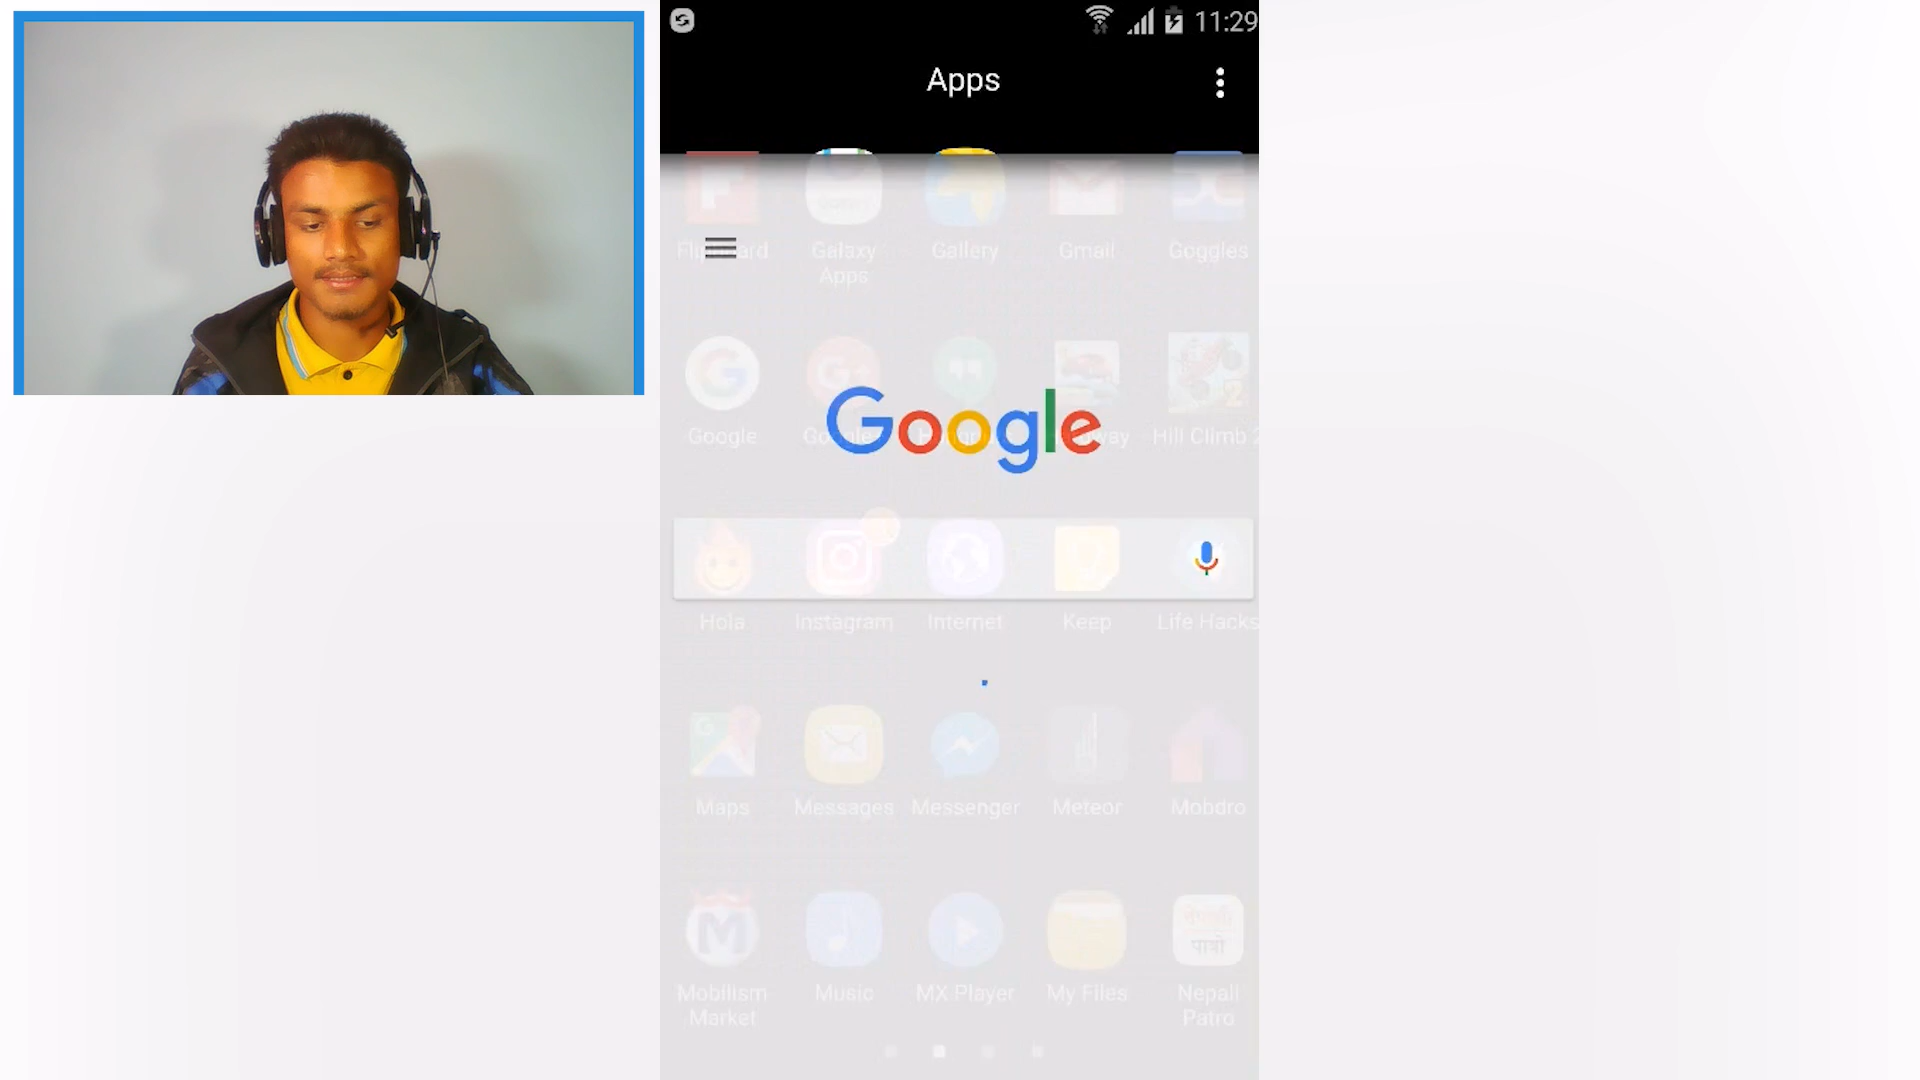 11:29
Apps
Galaxy Apps
Gallery
Gmail
Goggles
Google
Google
Hill Climb 2
Hola
Instagram
Internet
Keep
Life Hacks
Maps
Messages
Messenger
Meteor
Mobdro
Mobilism Market
Music
MX Player
My Files
Nepali Patro
पात्रो